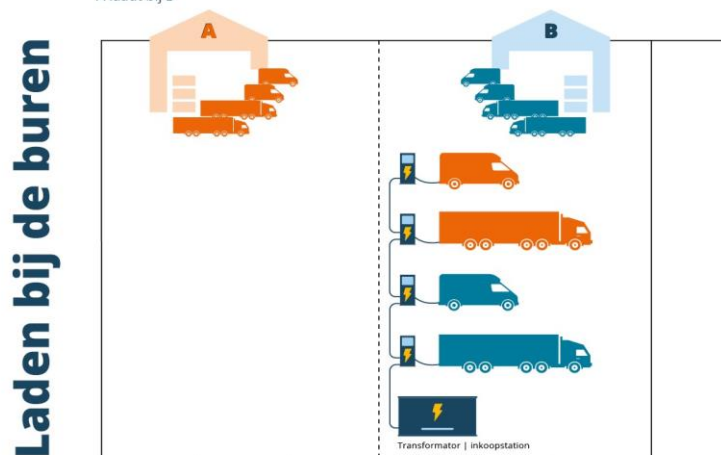 A
B
Laden bij de buren
Transformator | inkoopstation